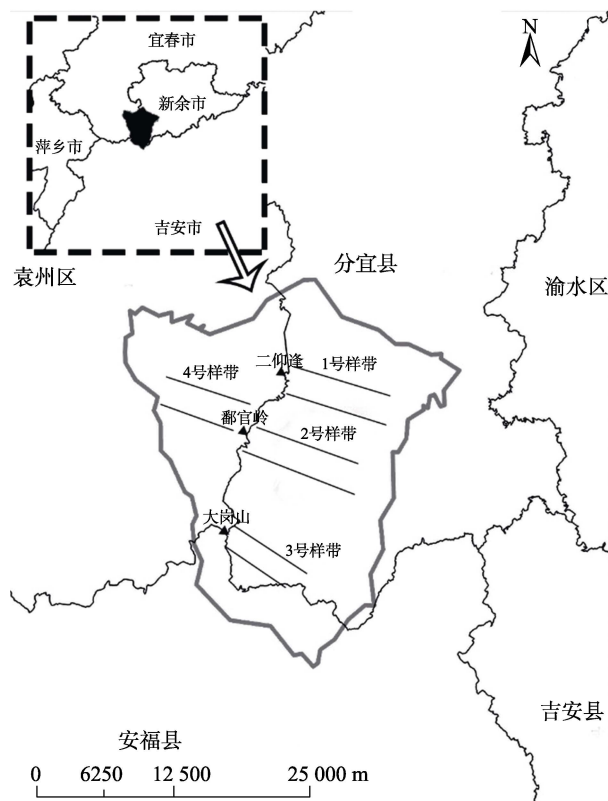 宜春市
新余市
萍乡市
吉安市
N
袁州区
分宜县
渝水区
二仰逢
1号样带
4号样带
鄱官岭
2号样带
大岗山
3号样带
吉安县
安福县
0 6250 12 500 25 000 m